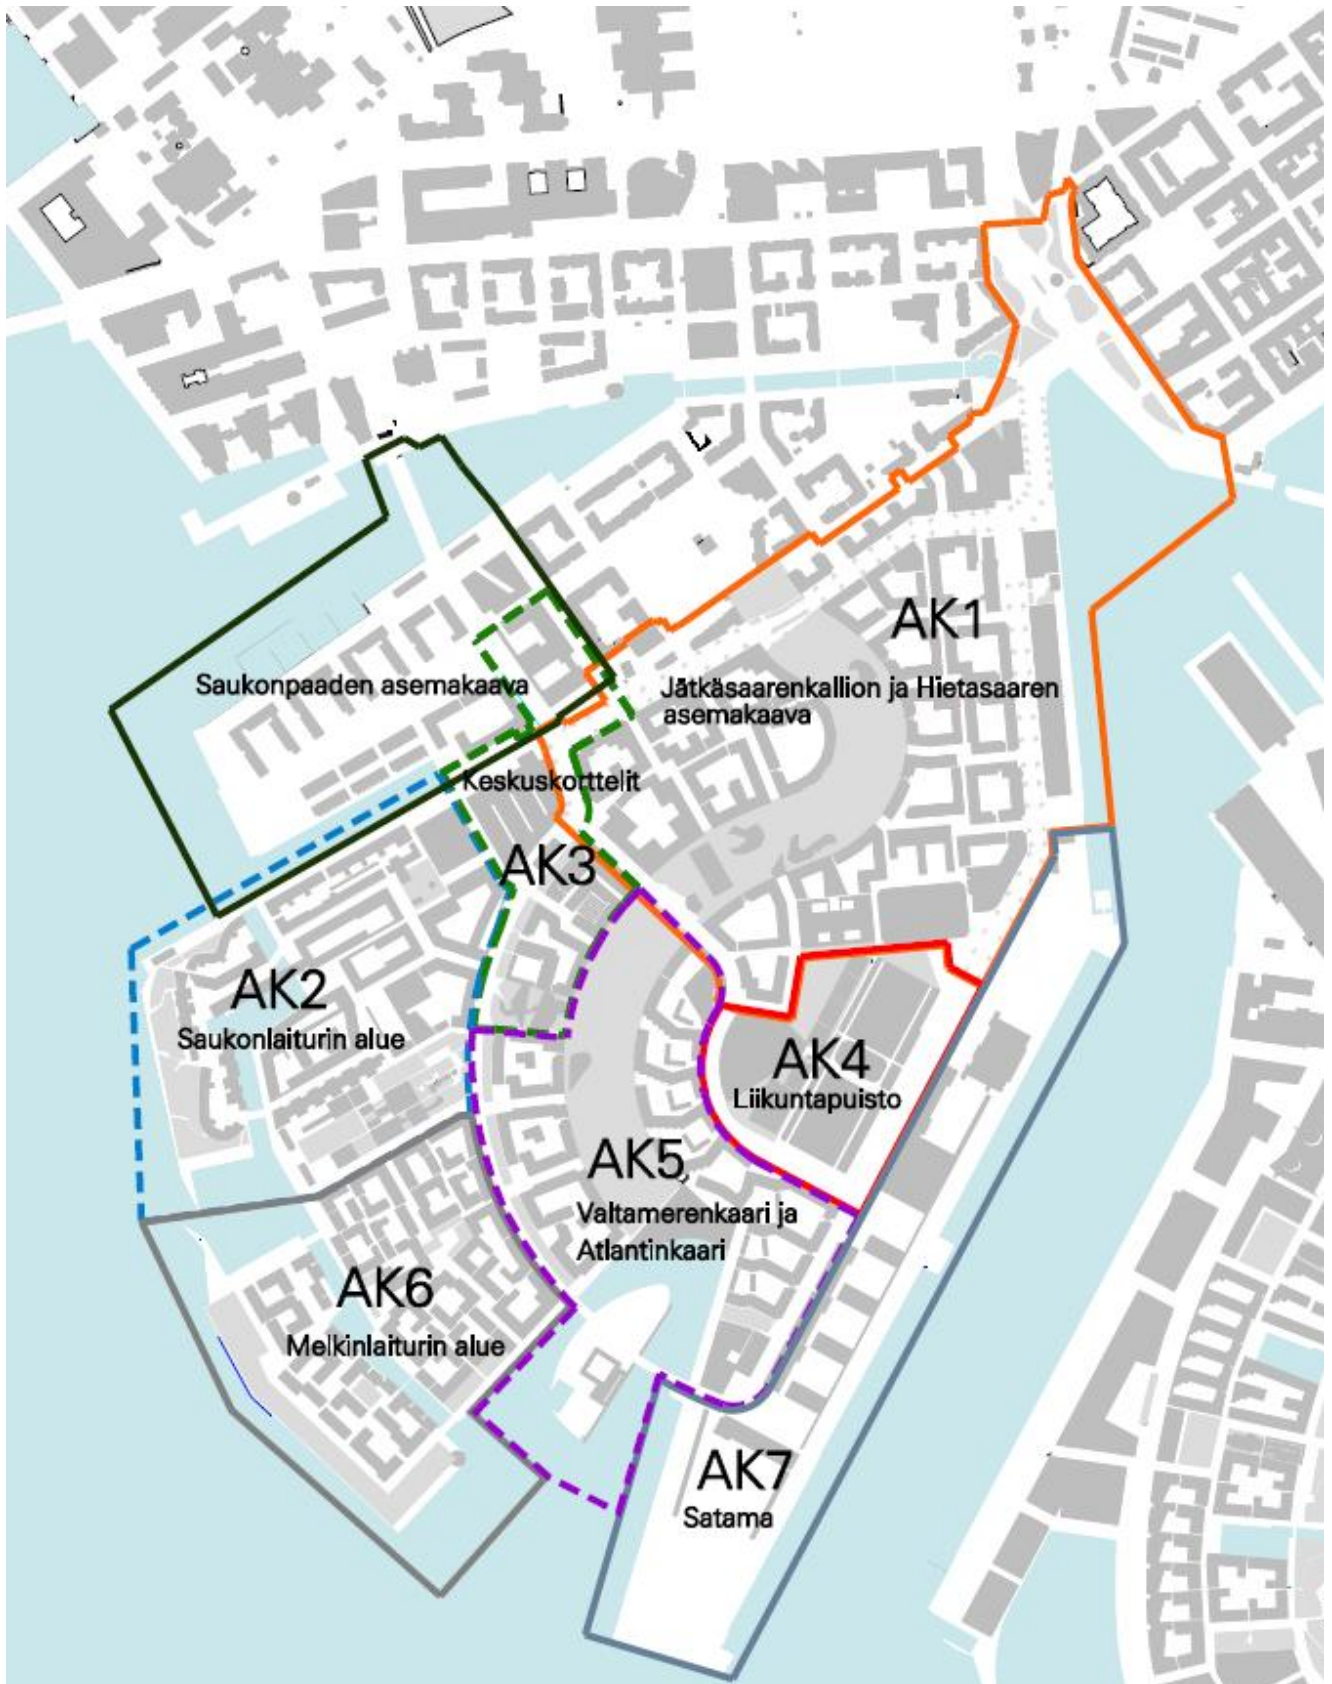 AK1
Saukonpaaden asemakaava
Jätkäsaarenkallion ja Hietasaaren
asemakaava
Keskuskorttelit
AK3
AK2
Saukonlaiturin alue
AK4
Liikuntapuisto
AK5
Valtamerenkaari ja
Atlantinkaari
AK6
Melkinlaiturin alue
AK7
Satama